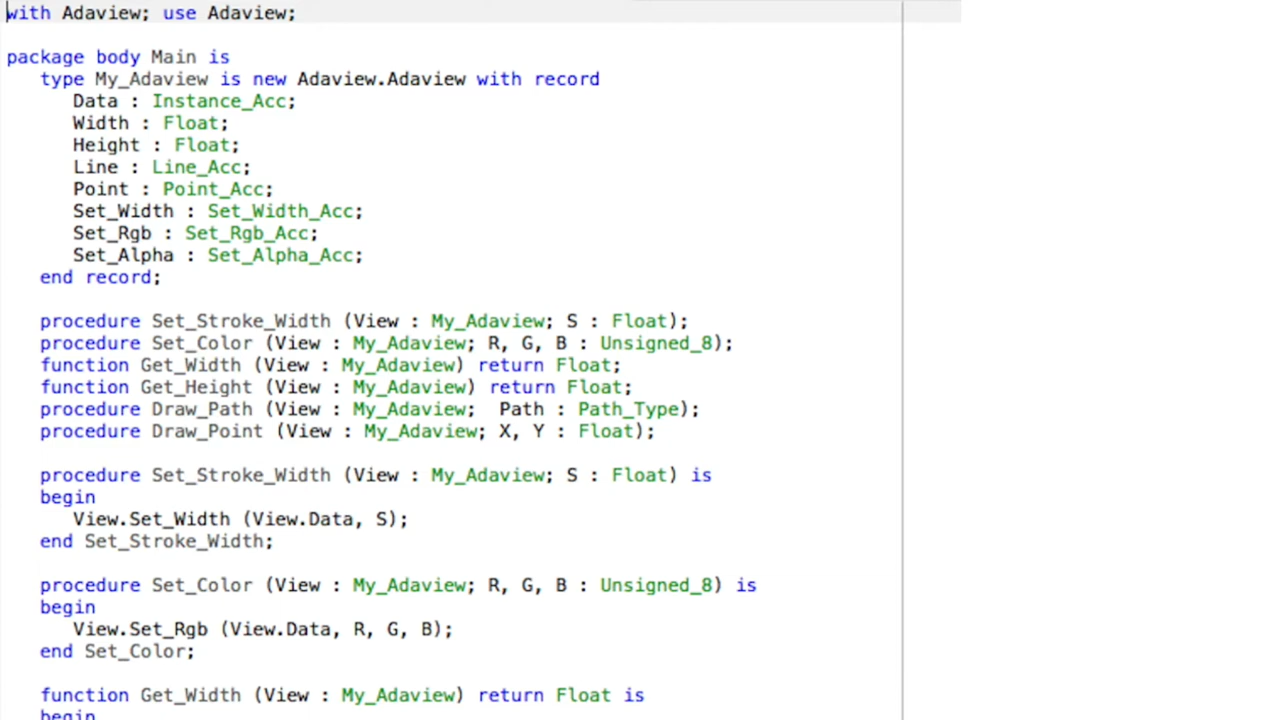 with Adaview; use Adaview;
package body Main is
type My_Adaview is new Adaview.Adaview with record
Data : Instance_Acc;
Width : Float;
Height : Float;
Line : Line_Acc;
Point : Point_Acc;
Set_Width : Set_Width_Acc;
Set_Rgb : Set_Rgb_Acc;
Set_Alpha : Set_Alpha_Acc;
end record;
procedure Set_Stroke_Width (View : My_Adaview; S : Float);
procedure Set_Color (View : My_Adaview; R, G, B : Unsigned_8);
function Get_Width (View : My_Adaview) return Float;
function Get_Height (View : My_Adaview) return Float;
procedure Draw_Path (View : My_Adaview;  Path : Path_Type);
procedure Draw_Point (View : My_Adaview; X, Y : Float);
procedure Set_Stroke_Width (View : My_Adaview; S : Float) is
begin
View.Set_Width (View.Data, S);
end Set_Stroke_Width;
procedure Set_Color (View : My_Adaview; R, G, B : Unsigned_8) is
begin
View.Set_Rgb (View.Data, R, G, B);
end Set_Color;
function Get_Width (View : My_Adaview) return Float is
begin